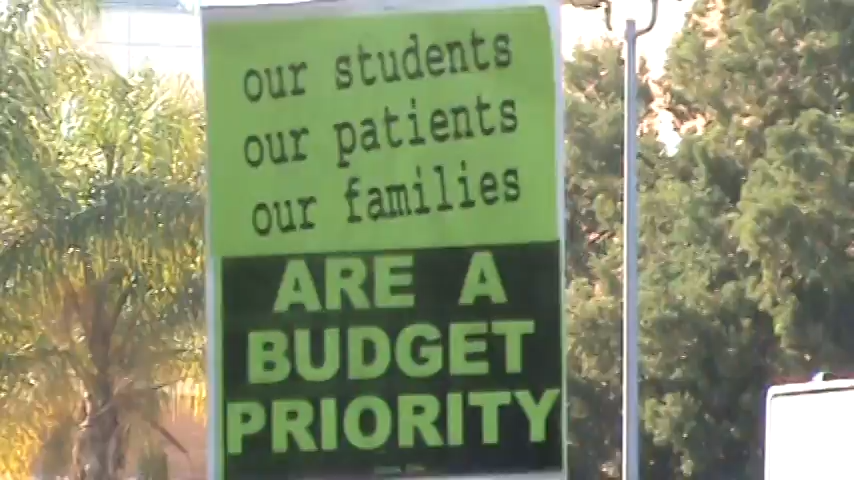 our students
our patients
our families
ARE A
BUDGET
PRIORITY